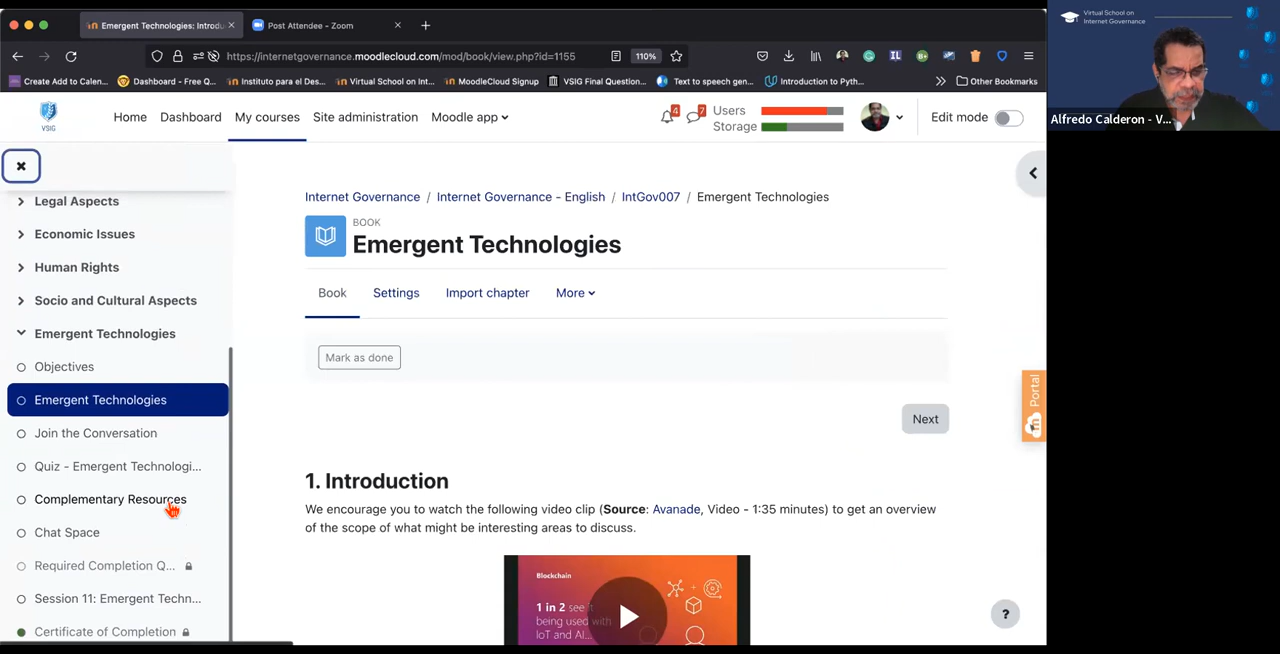 Emergent Technologies: Introdu
Post Attendee - Zoom
https://internetgovernance.moodlecloud.com/mod/book/view.php?id=1155
110%
IL
Create Add to Calen...
Dashboard - Free Q...
Instituto para el Des...
Virtual School on Int...
MoodleCloud Signup
VSIG Final Question...
Text to speech gen...
Introduction to Pyth...
Other Bookmarks
Virtual School on
Internet Governance
Alfredo Calderon - V...
VSIG
Home
Dashboard
My courses
Site administration
Moodle app
4
7
Users
Storage
Edit mode
Legal Aspects
Economic Issues
Human Rights
Socio and Cultural Aspects
Emergent Technologies
Objectives
Emergent Technologies
Join the Conversation
Quiz - Emergent Technologi...
Complementary Resources
Chat Space
Required Completion Q...
Session 11: Emergent Techn...
Certificate of Completion
Internet Governance / Internet Governance - English / IntGov007 / Emergent Technologies
BOOK
Emergent Technologies
Book
Settings
Import chapter
More
Mark as done
Next
Portal
1. Introduction
We encourage you to watch the following video clip (Source: Avanade, Video - 1:35 minutes) to get an overview
of the scope of what might be interesting areas to discuss.
Blockchain
1 in 2 see it
being used with
IoT and AI...
?